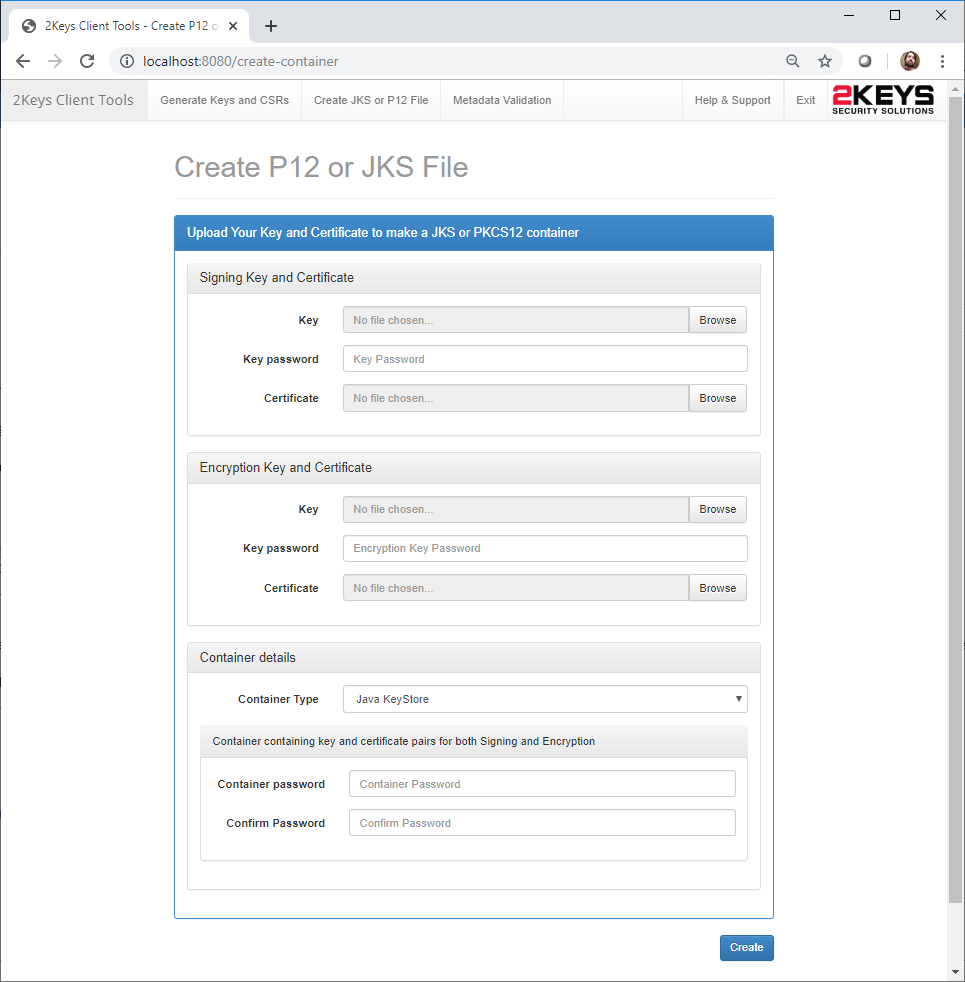 2Keys Client Tools - Create P12 o
localhost:8080/create-container
2Keys Client Tools Generate Keys and CSRs Create JKS or P12 File Metadata Validation Help & Support Exit 2KEYS
SECURITY SOLUTIONS
Create P12 or JKS File
Upload Your Key and Certificate to make a JKS or PKCS12 container
Signing Key and Certificate
Key No file chosen... Browse
Key password Key Password
Certificate No file chosen... Browse
Encryption Key and Certificate
Key No file chosen... Browse
Key password Encryption Key Password
Certificate No file chosen... Browse
Container details
Container Type Java KeyStore
Container containing key and certificate pairs for both Signing and Encryption
Container password Container Password
Confirm Password Confirm Password
Create